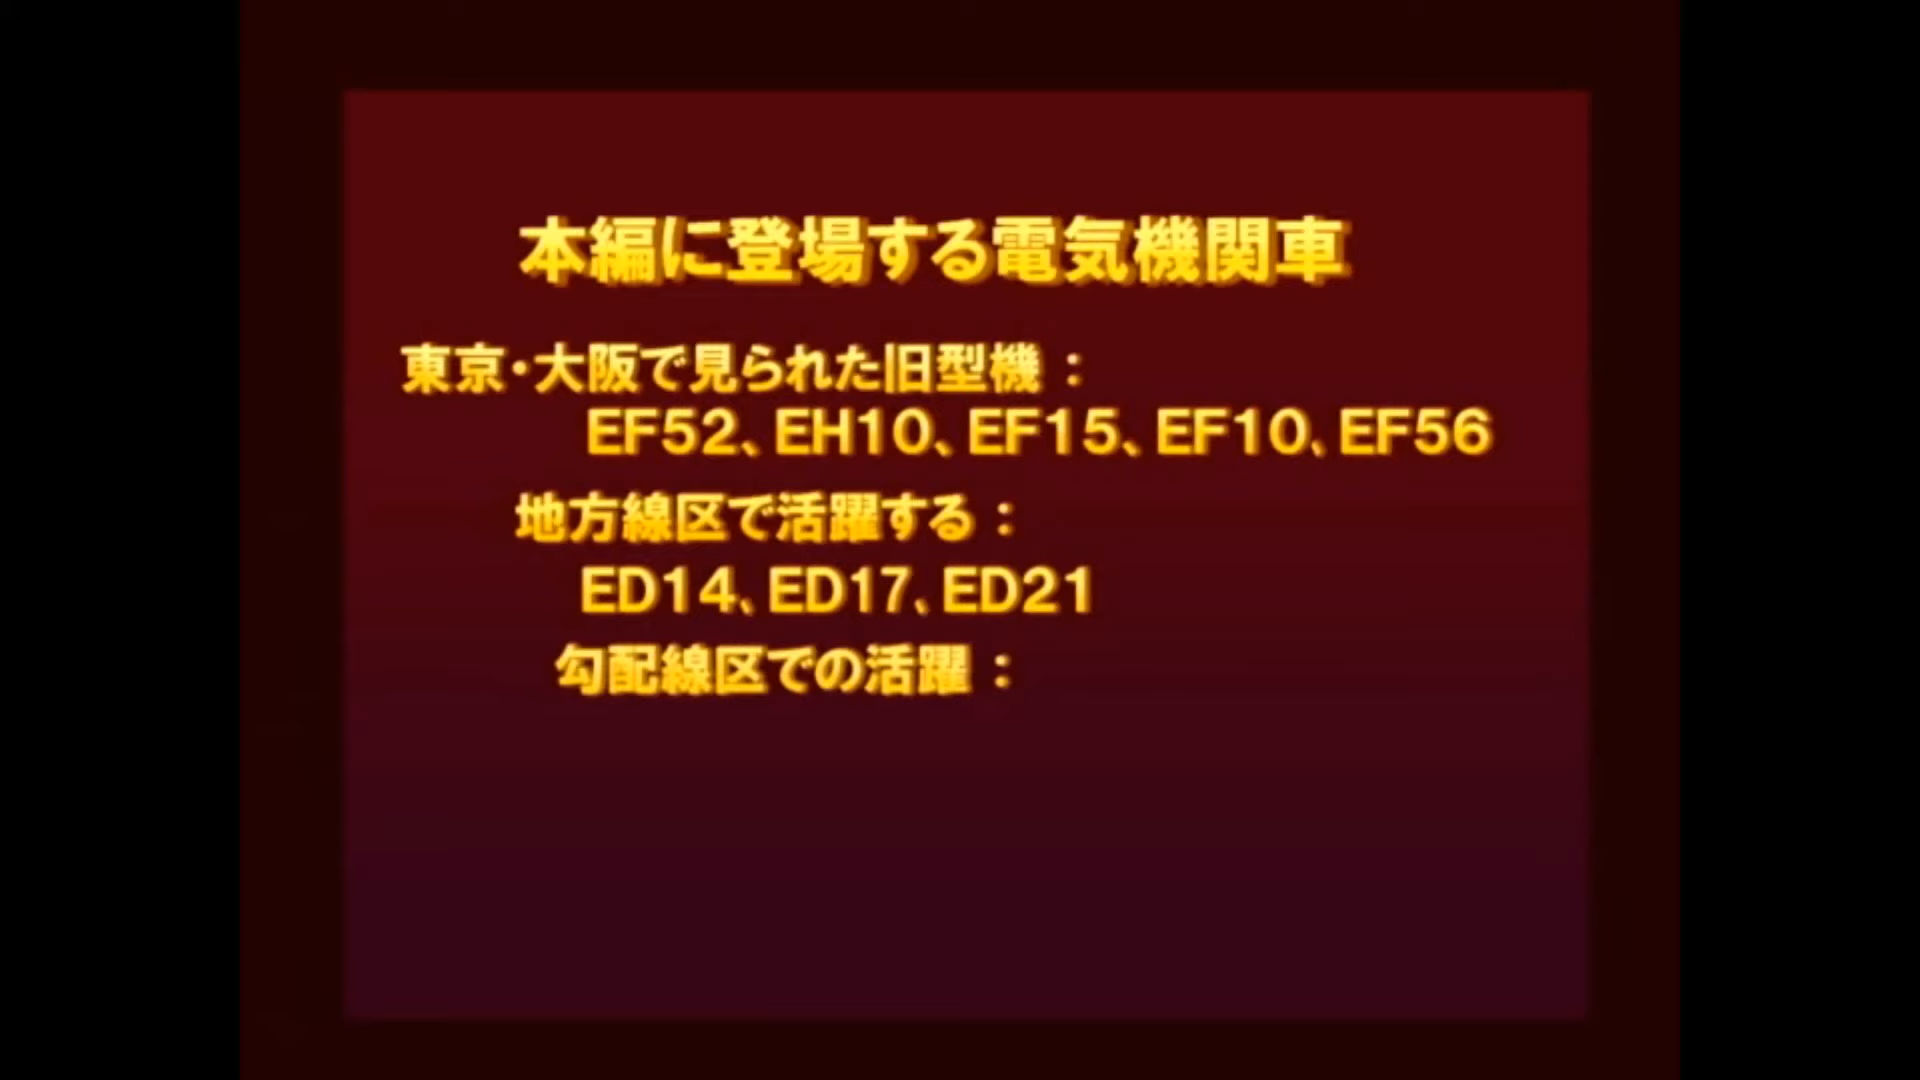 本編に登場する電気機関車
東京・大阪で見られた旧型機：
EF52、EH10、EF15、EF10、EF56
地方線区で活躍する：
ED14、ED17、ED21
勾配線区での活躍：